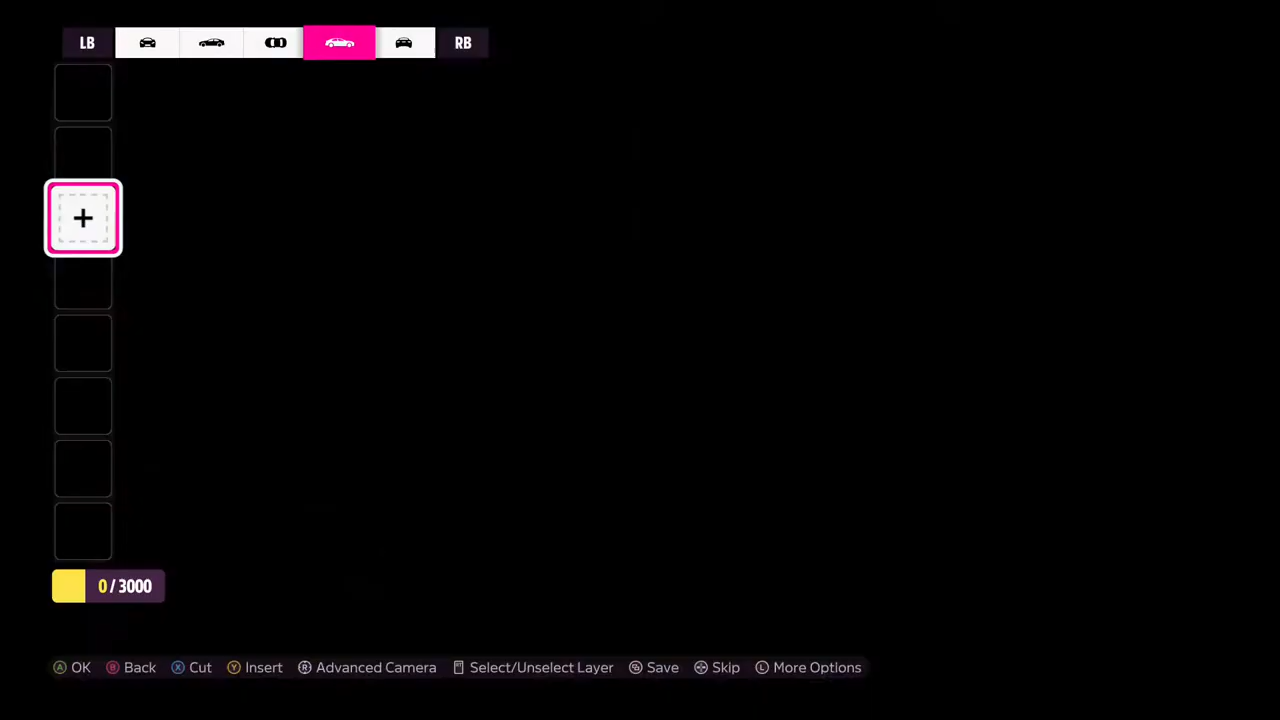 LB RB
+
0 / 3000
A OK B Back X Cut Y Insert R Advanced Camera Select/Unselect Layer Save Skip L More Options